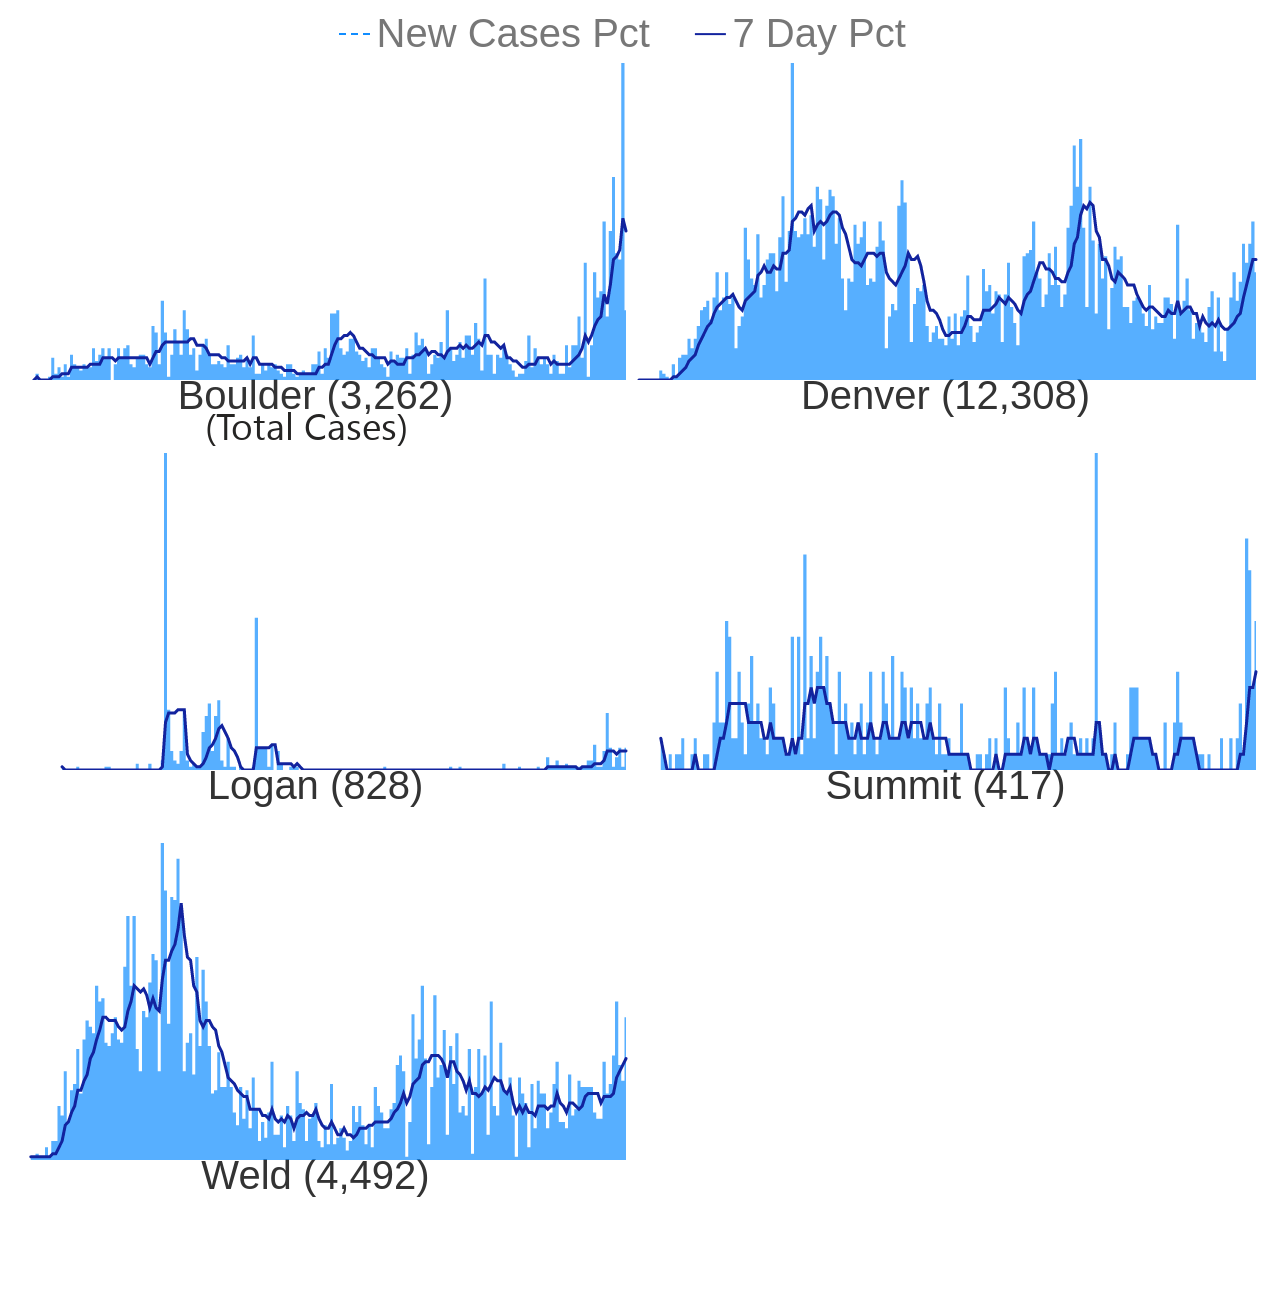 New Cases Pct 7 Day Pct
Boulder (3,262) Denver (12,308)
(Total Cases)
Logan (828) Summit (417)
Weld (4,492)